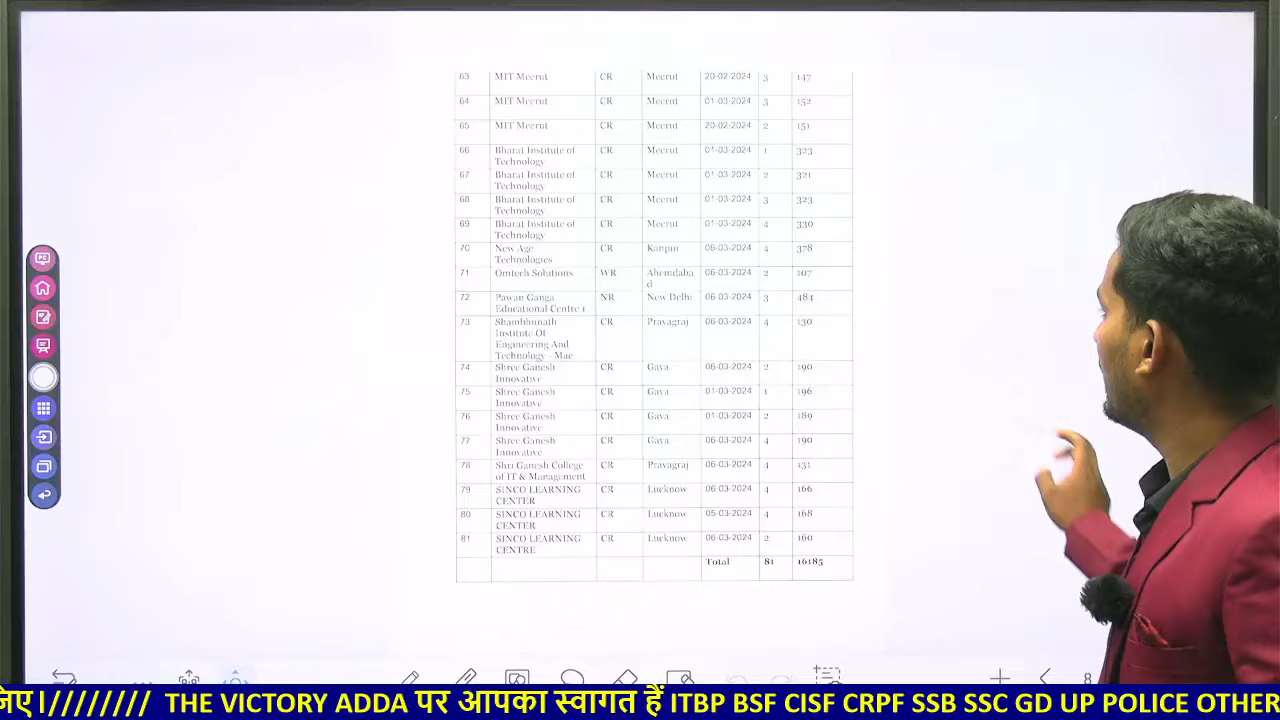 63 MIT Meerut CR Meerut 20-02-2024 3 147
64 MIT Meerut CR Meerut 01-03-2024 3 152
65 MIT Meerut CR Meerut 20-02-2024 2 151
66 Bharat Institute of CR Meerut 01-03-2024 1 323
Technology
67 Bharat Institute of CR Meerut 01-03-2024 2 321
Technology
68 Bharat Institute of CR Meerut 01-03-2024 3 323
Technology
69 Bharat Institute of CR Meerut 01-03-2024 4 330
Technology
70 New Age CR Kanpur 06-03-2024 4 378
Technologies
71 Omtech Solutions WR Ahemdaba 06-03-2024 2 107
d
72 Pawan Ganga NR New Delhi 06-03-2024 3 484
Educational Centre 1
73 Shambhunath CR Prayagraj 06-03-2024 4 130
Institute Of
Engineering And
Technology - Mac
74 Shree Ganesh CR Gaya 06-03-2024 2 190
Innovative
75 Shree Ganesh CR Gaya 01-03-2024 1 196
Innovative
76 Shree Ganesh CR Gaya 01-03-2024 2 189
Innovative
77 Shree Ganesh CR Gaya 06-03-2024 4 190
Innovative
78 Shri Ganesh College CR Prayagraj 06-03-2024 4 131
of IT & Management
79 SINCO LEARNING CR Lucknow 06-03-2024 4 166
CENTER
80 SINCO LEARNING CR Lucknow 05-03-2024 4 168
CENTER
81 SINCO LEARNING CR Lucknow 06-03-2024 2 160
CENTRE
Total 81 16185
8
।//////// THE VICTORY ADDA पर आपका स्वागत हैं ITBP BSF CISF CRPF SSB SSC GD UP POLICE OTHER